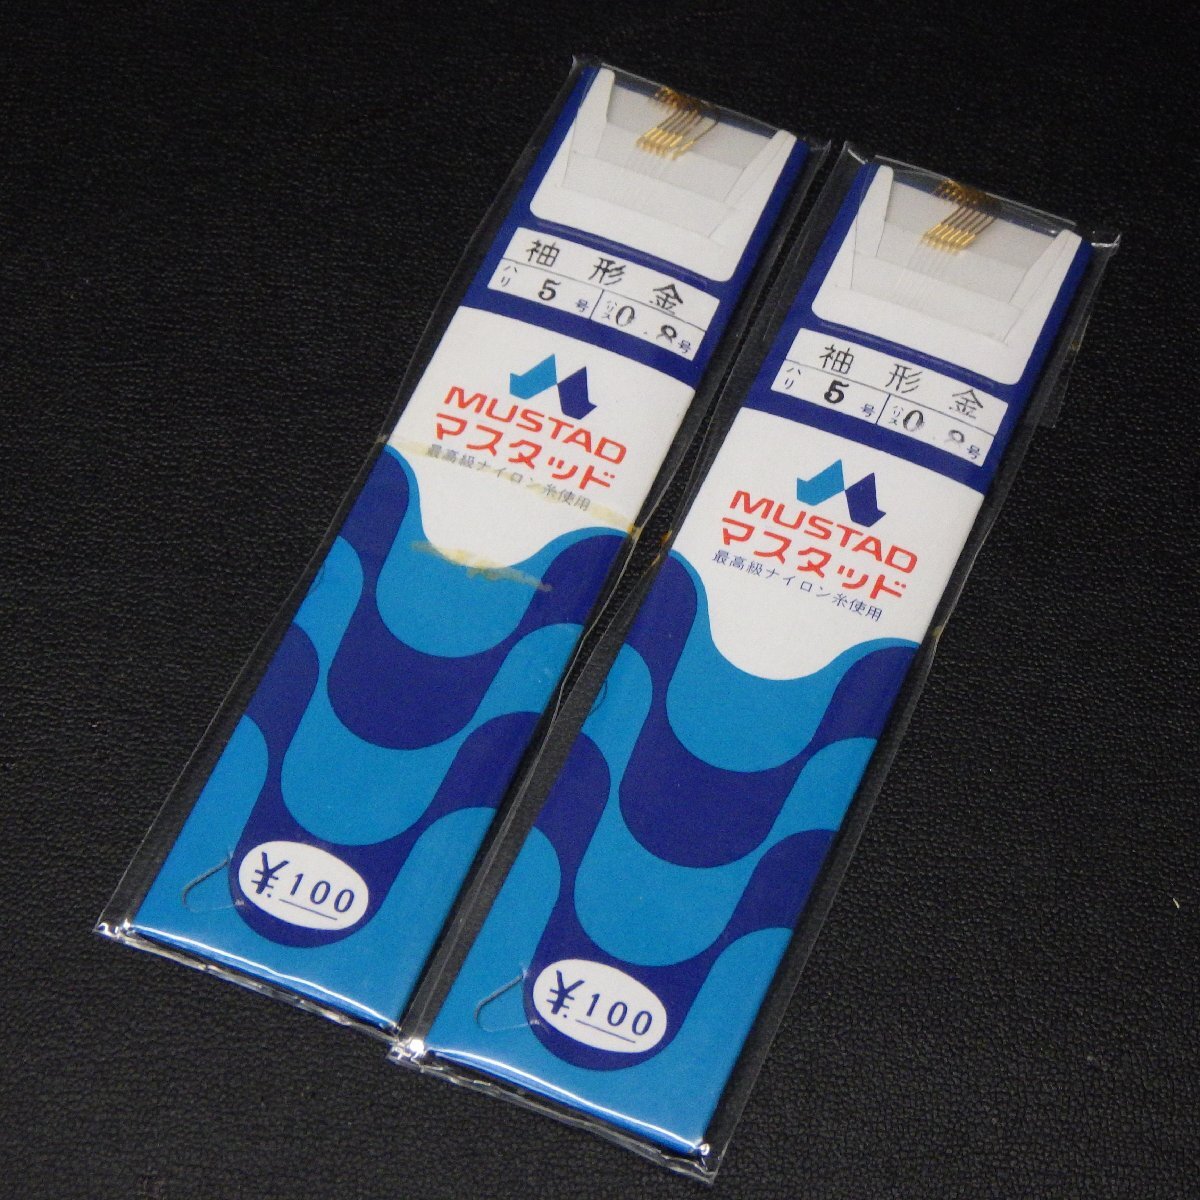 袖形金
ハリ 5号 ハリス 0.8号
MUSTAD
マスタッド
最高級ナイロン糸使用
¥100
袖形金
ハリ 5号 ハリス 0.8号
MUSTAD
マスタッド
最高級ナイロン糸使用
¥100